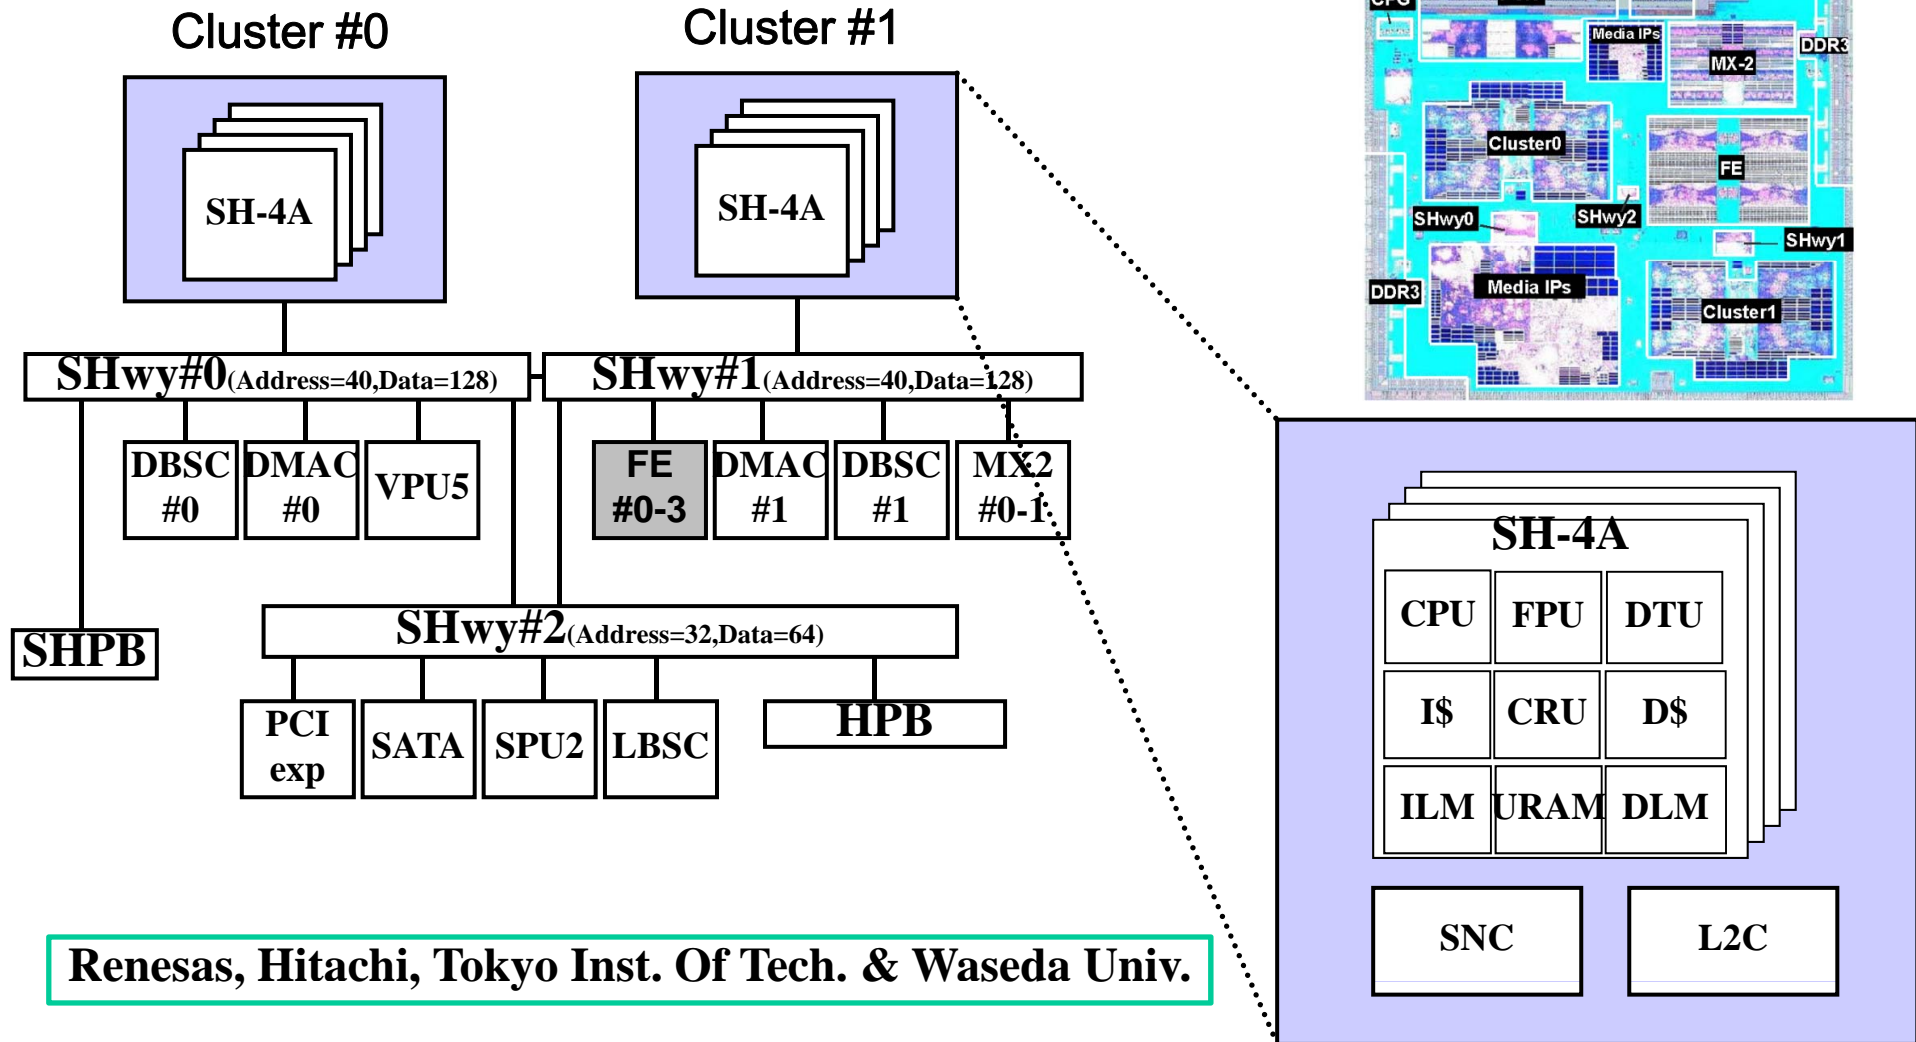 Cluster #0
Cluster #1
SH-4A
SH-4A
SHwy#0(Address=40,Data=128)
SHwy#1(Address=40,Data=128)
DBSC
#0
DMAC
#0
VPU5
FE
#0-3
DMAC
#1
DBSC
#1
MX2
#0-1
SHwy#2(Address=32,Data=64)
SHPB
PCI
exp
SATA
SPU2
LBSC
HPB
Renesas, Hitachi, Tokyo Inst. Of Tech. & Waseda Univ.
CPG
Media IPs
MX-2
DDR3
Cluster0
FE
SHwy0
SHwy2
SHwy1
DDR3
Media IPs
Cluster1
SH-4A
CPU
FPU
DTU
I$
CRU
D$
ILM
URAM
DLM
SNC
L2C